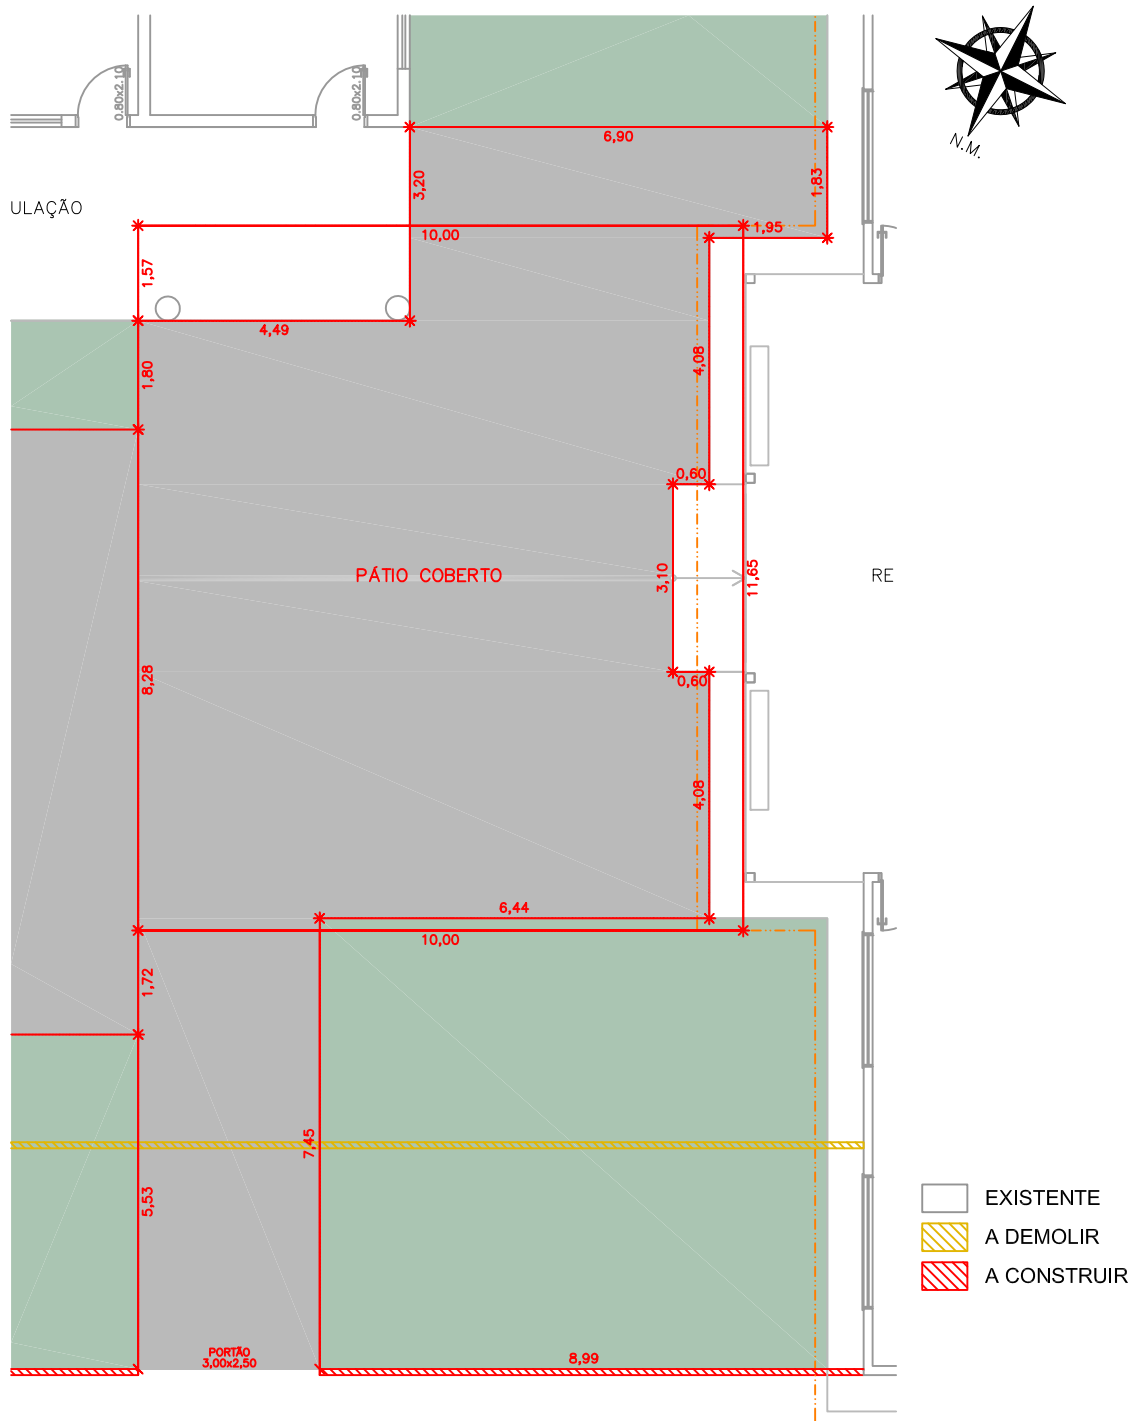 0.80x2.10
0.80x2.10
N.M.
6,90
3,20
1,83
ULAÇÃO
10,00
1,95
1,57
4,49
1,80
4,08
0,60
PÁTIO COBERTO
3,10
11,65
RE
8,28
0,60
4,08
6,44
10,00
1,72
7,45
5,53
EXISTENTE
A DEMOLIR
A CONSTRUIR
PORTÃO
3,00x2,50
8,99